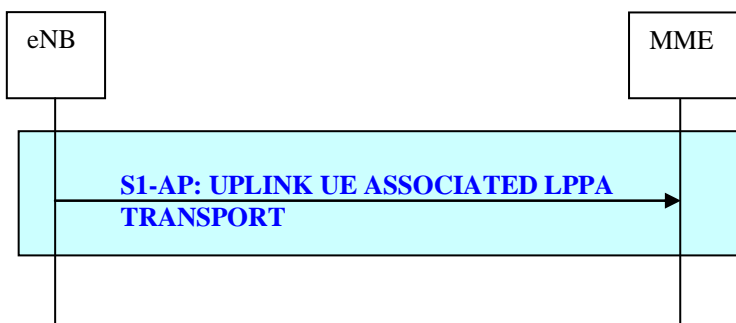 eNB
MME
S1-AP: UPLINK UE ASSOCIATED LPPA
TRANSPORT